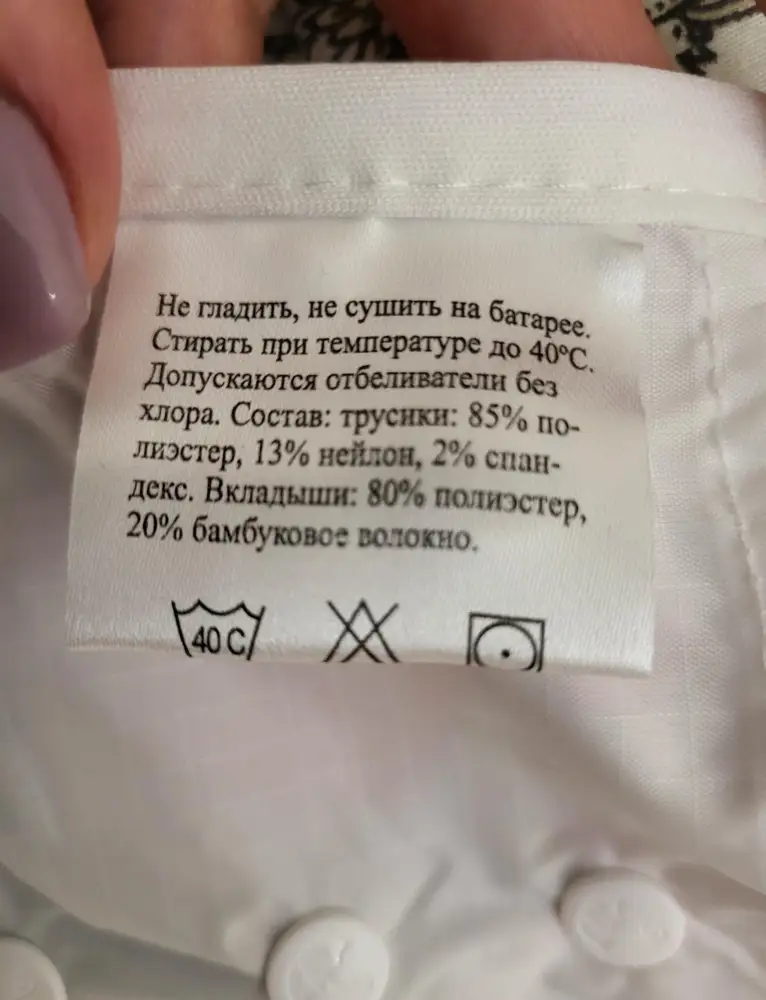 Не гладить, не сушить на батарее.
Стирать при температуре до 40°С.
Допускаются отбеливатели без
хлора. Состав: трусики: 85% по-
лиэстер, 13% нейлон, 2% спан-
декс. Вкладыши: 80% полиэстер,
20% бамбуковое волокно.
40 С